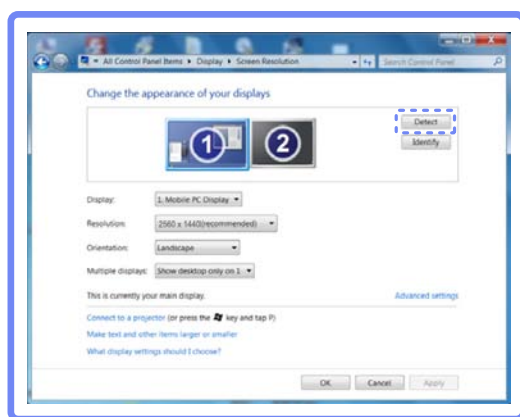 All Control Panel Items ▸ Display ▸ Screen Resolution
Search Control Panel
Change the appearance of your displays
1
2
Detect
Identify
Display: 1. Mobile PC Display
Resolution: 2560 x 1440(recommended)
Orientation: Landscape
Multiple displays: Show desktop only on 1
This is currently your main display.
Advanced settings
Connect to a projector (or press the key and tap P)
Make text and other items larger or smaller
What display settings should I choose?
OK
Cancel
Apply